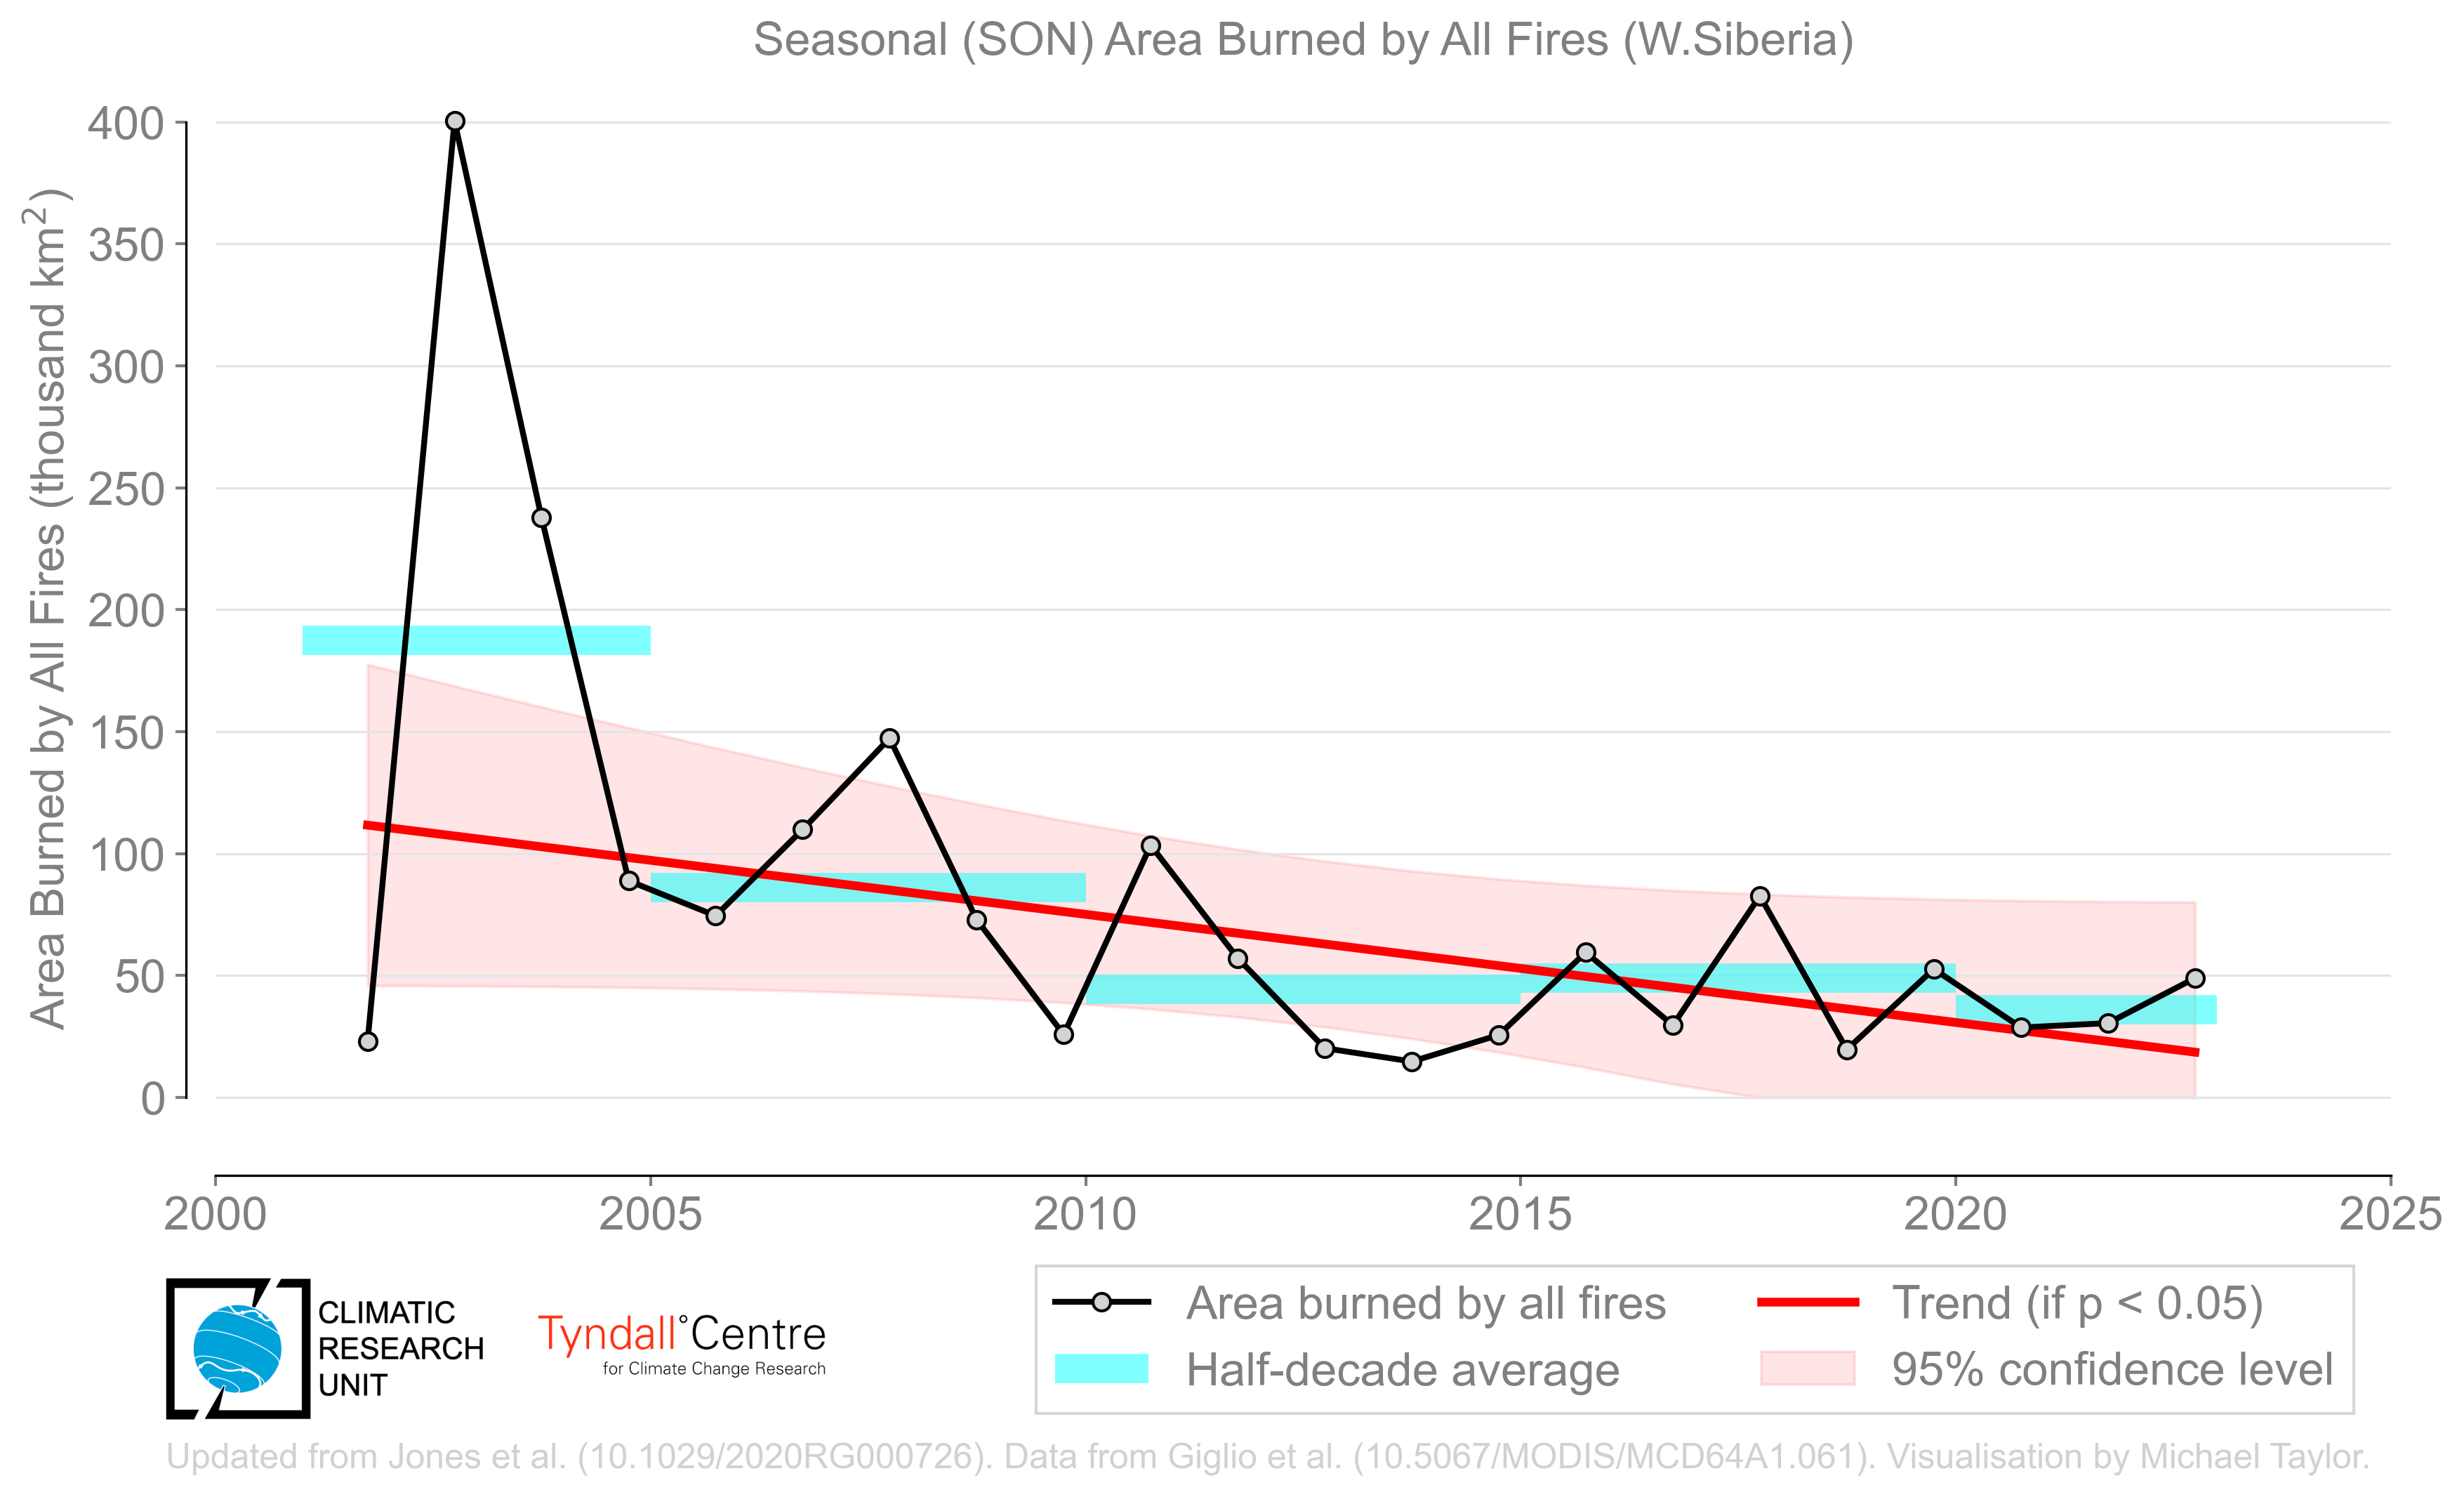 Seasonal (SON) Area Burned by All Fires (W.Siberia)
Area Burned by All Fires (thousand km²)
400
350
300
250
200
150
100
50
0
2000 2005 2010 2015 2020 2025
CLIMATIC
RESEARCH
UNIT
Tyndall°Centre
for Climate Change Research
Area burned by all fires
Half-decade average
Trend (if p < 0.05)
95% confidence level
Updated from Jones et al. (10.1029/2020RG000726). Data from Giglio et al. (10.5067/MODIS/MCD64A1.061). Visualisation by Michael Taylor.